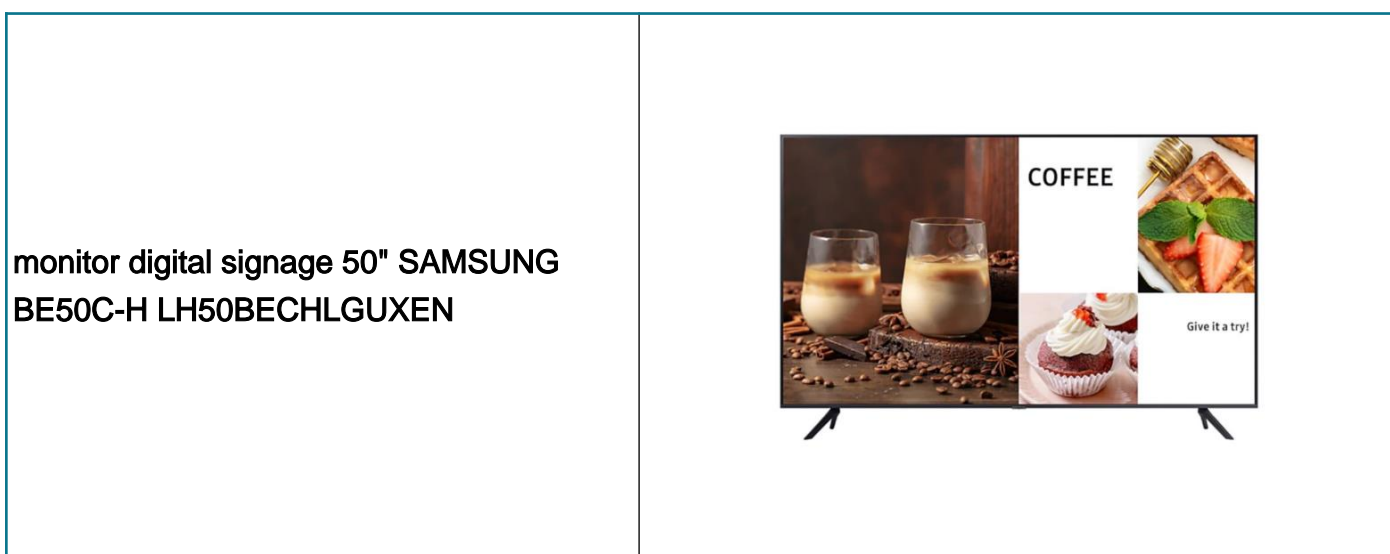 monitor digital signage 50" SAMSUNG
BE50C-H LH50BECHLGUXEN
COFFEE
Give it a try!